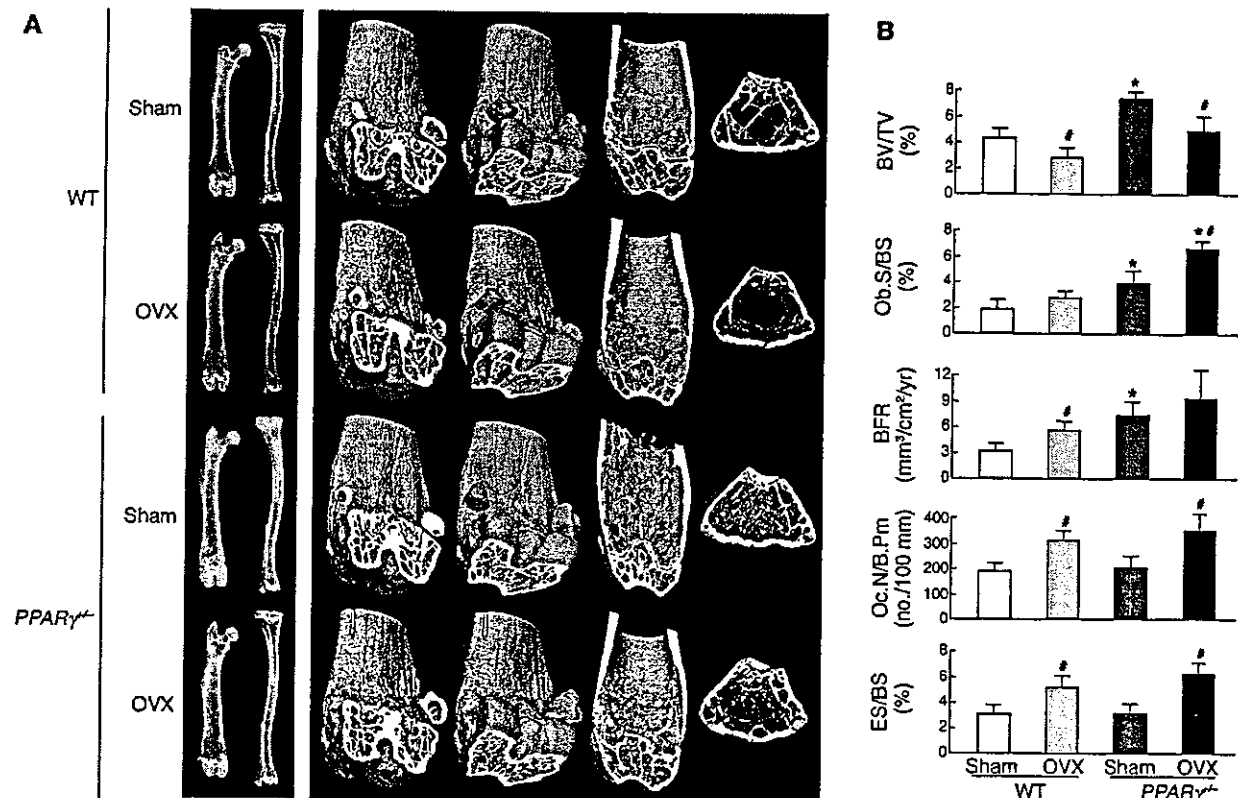 A
WT
Sham
OVX
PPARγ+/-
Sham
OVX
B
BV/TV
(%)
8
6
4
2
0
#
*
#
Ob.S/BS
(%)
8
6
4
2
0
*
*#
BFR
(mm³/cm²/yr)
12
9
6
3
0
#
*
Oc.N/B.Pm
(no./100 mm)
400
300
200
100
0
#
#
ES/BS
(%)
8
6
4
2
0
#
#
Sham OVX Sham OVX
WT PPARγ+/-